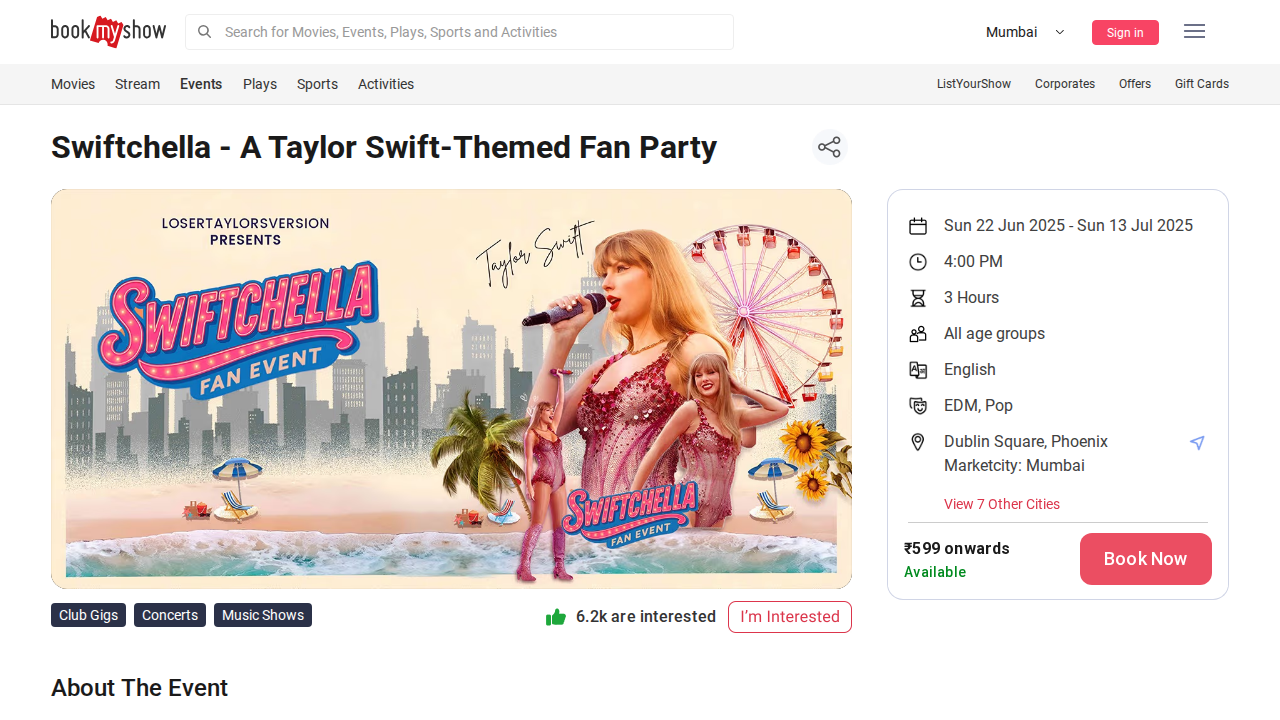 bookmyshow
Search for Movies, Events, Plays, Sports and Activities
Mumbai
Sign in
Movies
Stream
Events
Plays
Sports
Activities
ListYourShow
Corporates
Offers
Gift Cards
Swiftchella - A Taylor Swift-Themed Fan Party
LOSERTAYLORSVERSION
PRESENTS
SWIFTCHELLA
FAN EVENT
Taylor Swift
SWIFTCHELLA
FAN EVENT
Sun 22 Jun 2025 - Sun 13 Jul 2025
4:00 PM
3 Hours
All age groups
English
EDM, Pop
Dublin Square, Phoenix
Marketcity: Mumbai
View 7 Other Cities
₹599 onwards
Available
Book Now
Club Gigs
Concerts
Music Shows
6.2k are interested
I’m Interested
About The Event